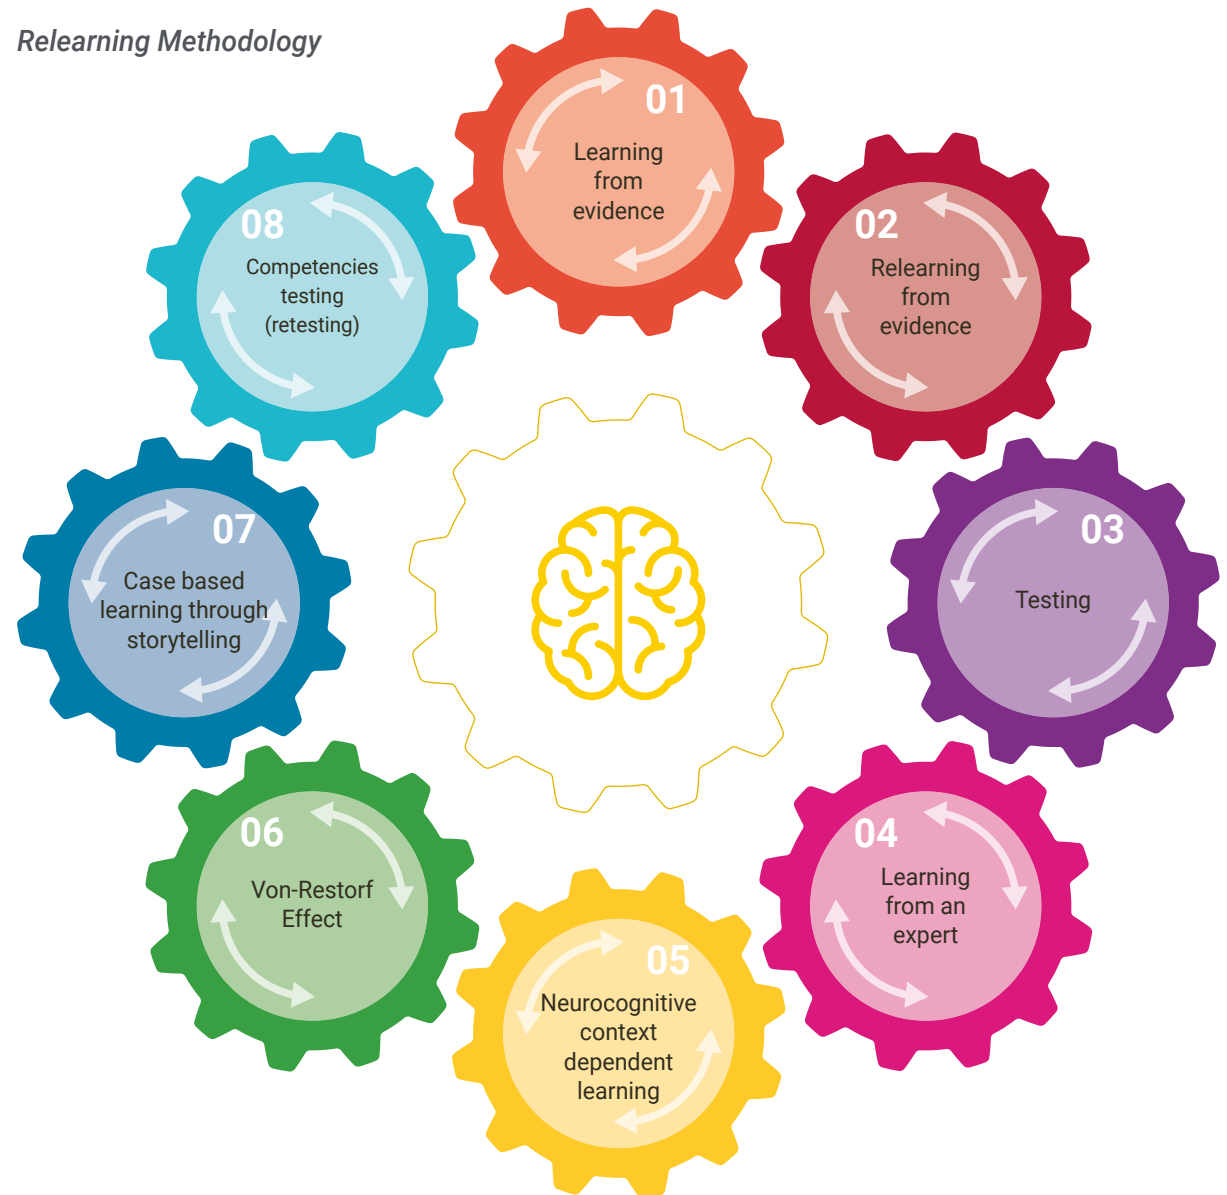 Relearning Methodology
01
Learning
from
evidence
02
Relearning
from
evidence
03
Testing
04
Learning
from an
expert
05
Neurocognitive
context
dependent
learning
06
Von-Restorf
Effect
07
Case based
learning through
storytelling
08
Competencies
testing
(retesting)